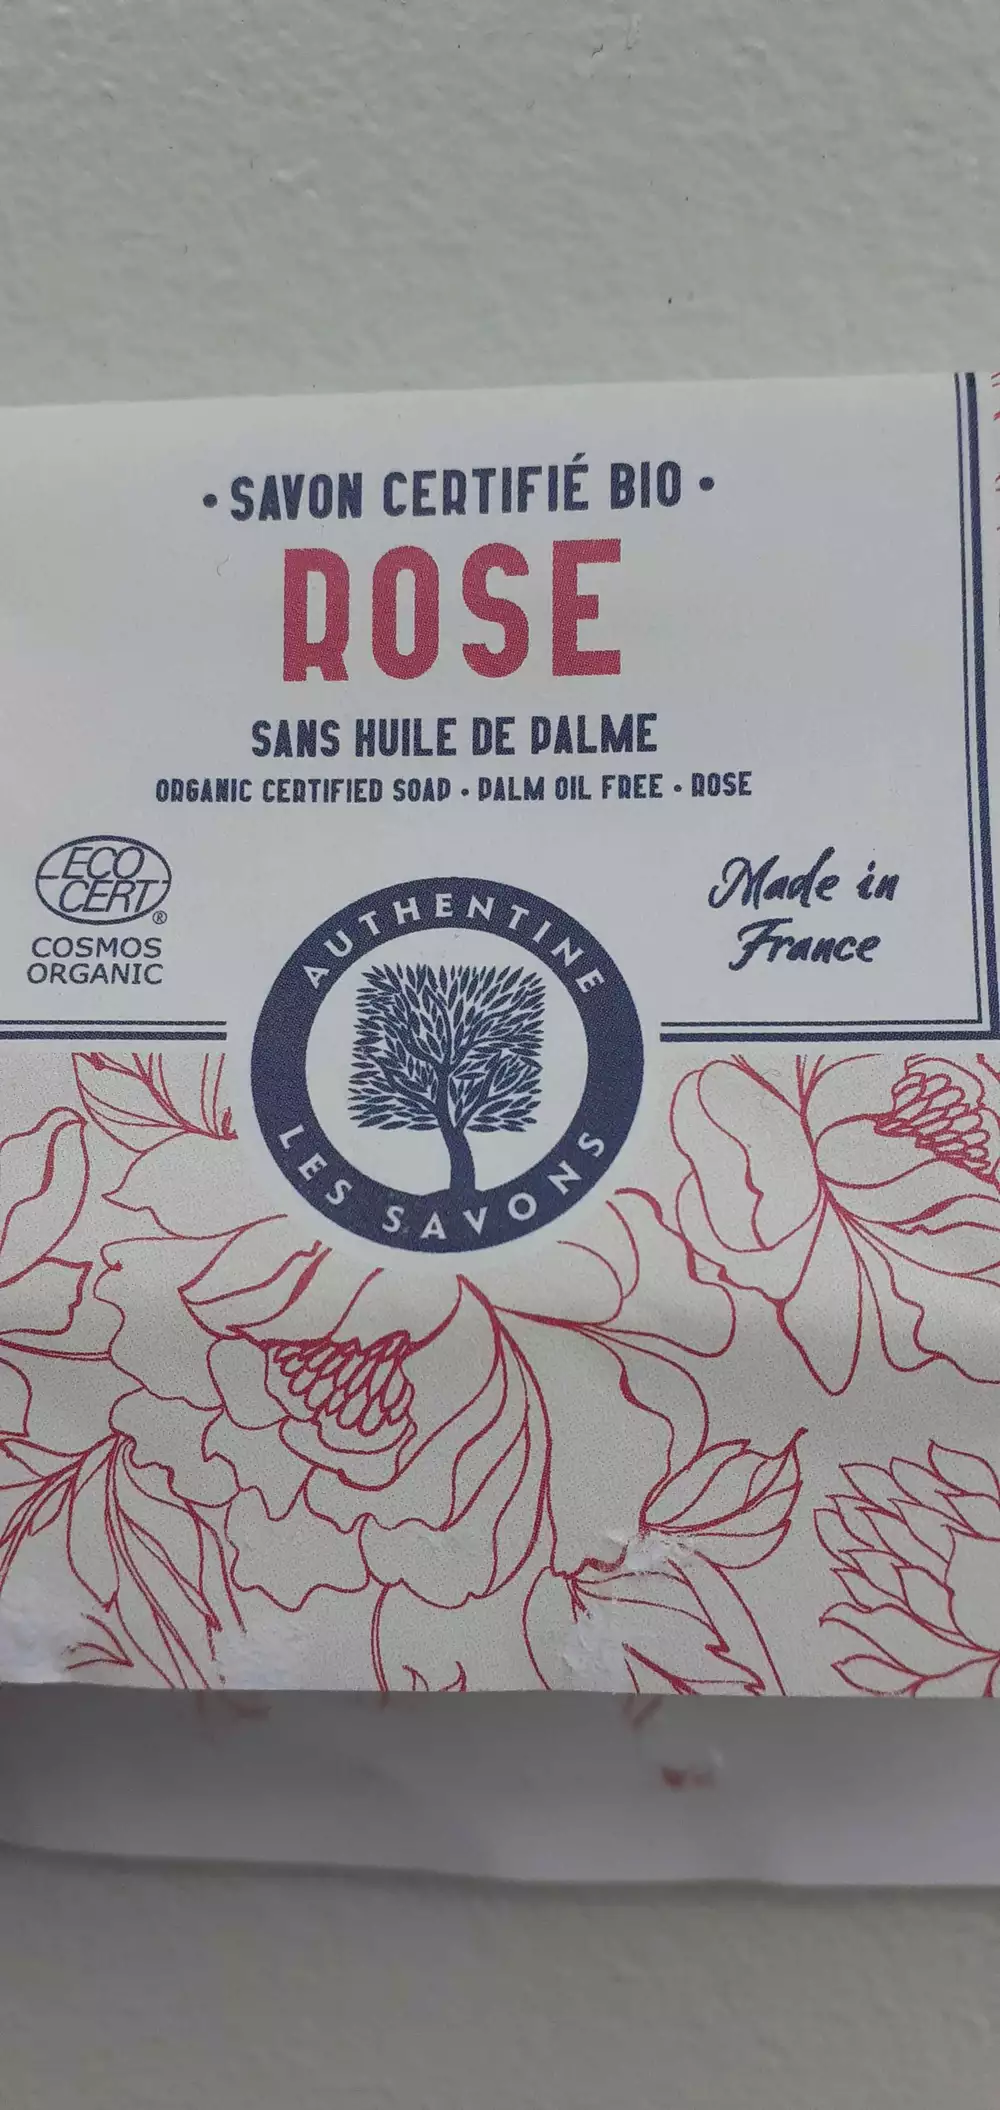 • SAVON CERTIFIÉ BIO •
ROSE
SANS HUILE DE PALME
ORGANIC CERTIFIED SOAP • PALM OIL FREE • ROSE
ECO
CERT®
COSMOS
ORGANIC
AUTHENTINE
LES SAVONS
Made in
France